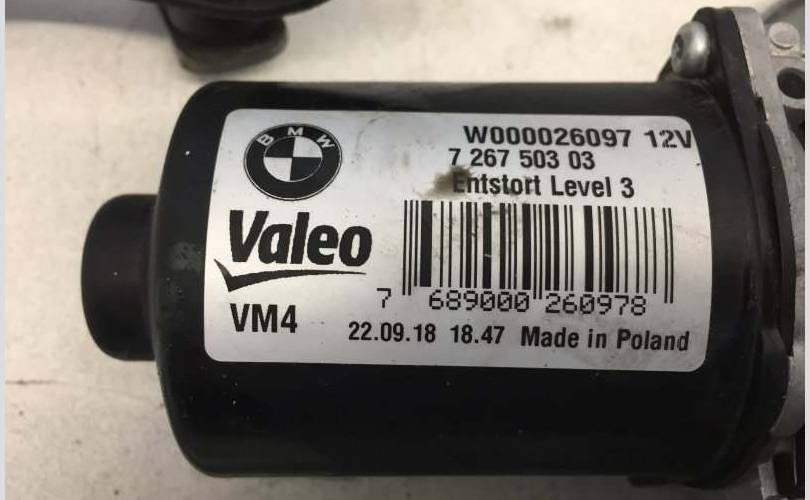 BMW
W000026097 12V
7 267 503 03
Entstort Level 3
Valeo
7 689000 260978
VM4
22.09.18 18.47 Made in Poland